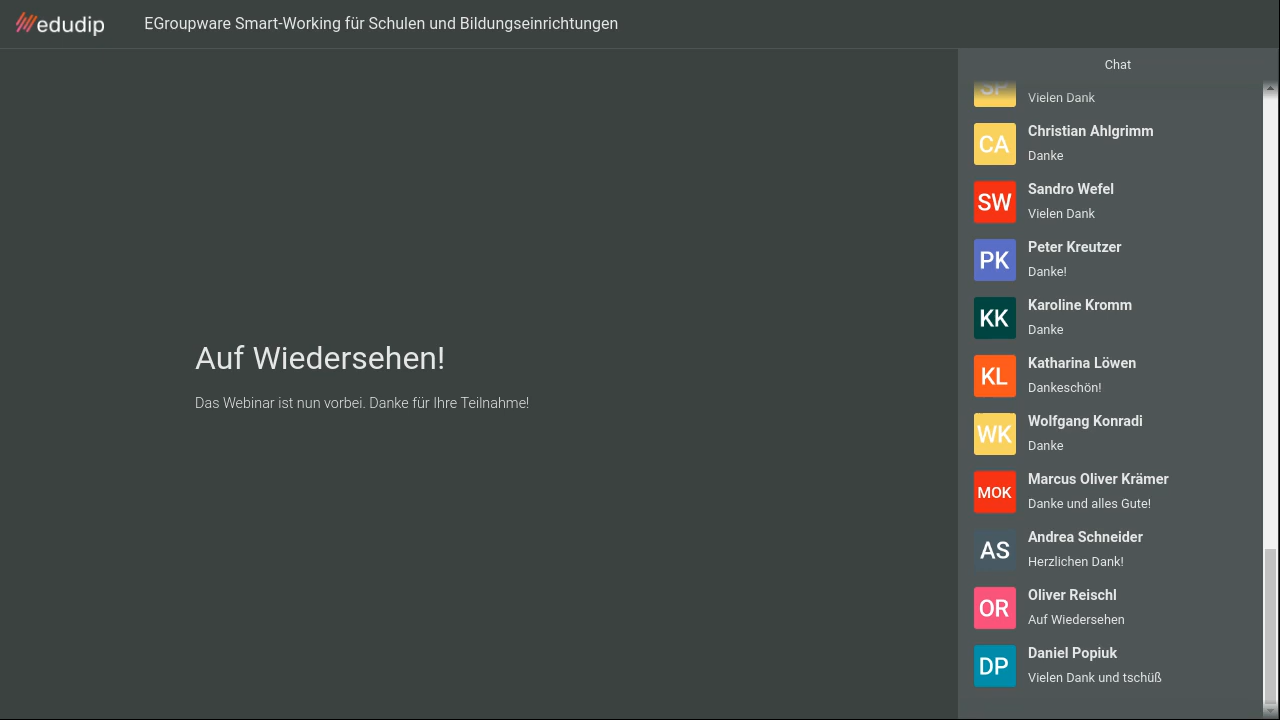 edudip
EGroupware Smart-Working für Schulen und Bildungseinrichtungen
Auf Wiedersehen!
Das Webinar ist nun vorbei. Danke für Ihre Teilnahme!
Chat
SP
Vielen Dank
CA
Christian Ahlgrimm
Danke
SW
Sandro Wefel
Vielen Dank
PK
Peter Kreutzer
Danke!
KK
Karoline Kromm
Danke
KL
Katharina Löwen
Dankeschön!
WK
Wolfgang Konradi
Danke
MOK
Marcus Oliver Krämer
Danke und alles Gute!
AS
Andrea Schneider
Herzlichen Dank!
OR
Oliver Reischl
Auf Wiedersehen
DP
Daniel Popiuk
Vielen Dank und tschüß